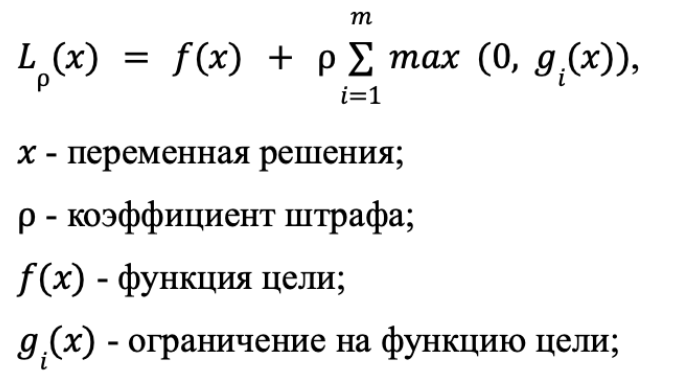 L_ρ(x) = f(x) + ρ ∑_{i=1}^{m} max (0, g_i(x)),
x - переменная решения;
ρ - коэффициент штрафа;
f(x) - функция цели;
g_i(x) - ограничение на функцию цели;